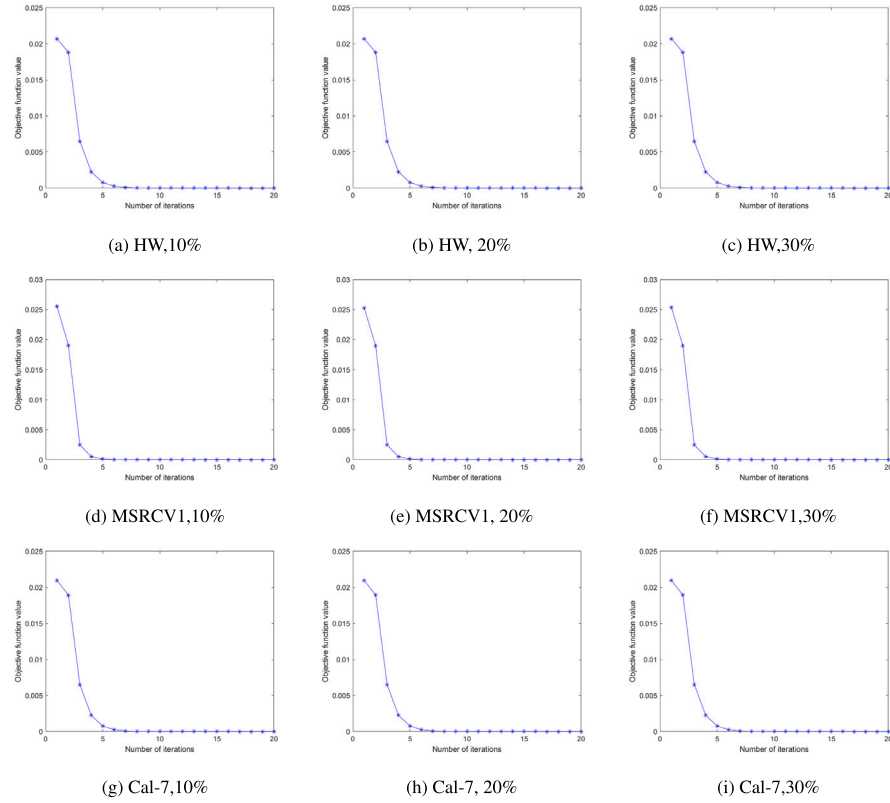 0.025
0.02
0.015
0.01
0.005
0
Objective function value
0 5 10 15 20
Number of iterations
(a) HW,10%
0.025
0.02
0.015
0.01
0.005
0
Objective function value
0 5 10 15 20
Number of iterations
(b) HW, 20%
0.025
0.02
0.015
0.01
0.005
0
Objective function value
0 5 10 15 20
Number of iterations
(c) HW,30%
0.03
0.025
0.02
0.015
0.01
0.005
0
Objective function value
0 5 10 15 20
Number of iterations
(d) MSRCV1,10%
0.03
0.025
0.02
0.015
0.01
0.005
0
Objective function value
0 5 10 15 20
Number of iterations
(e) MSRCV1, 20%
0.03
0.025
0.02
0.015
0.01
0.005
0
Objective function value
0 5 10 15 20
Number of iterations
(f) MSRCV1,30%
0.025
0.02
0.015
0.01
0.005
0
Objective function value
0 5 10 15 20
Number of iterations
(g) Cal-7,10%
0.025
0.02
0.015
0.01
0.005
0
Objective function value
0 5 10 15 20
Number of iterations
(h) Cal-7, 20%
0.025
0.02
0.015
0.01
0.005
0
Objective function value
0 5 10 15 20
Number of iterations
(i) Cal-7,30%